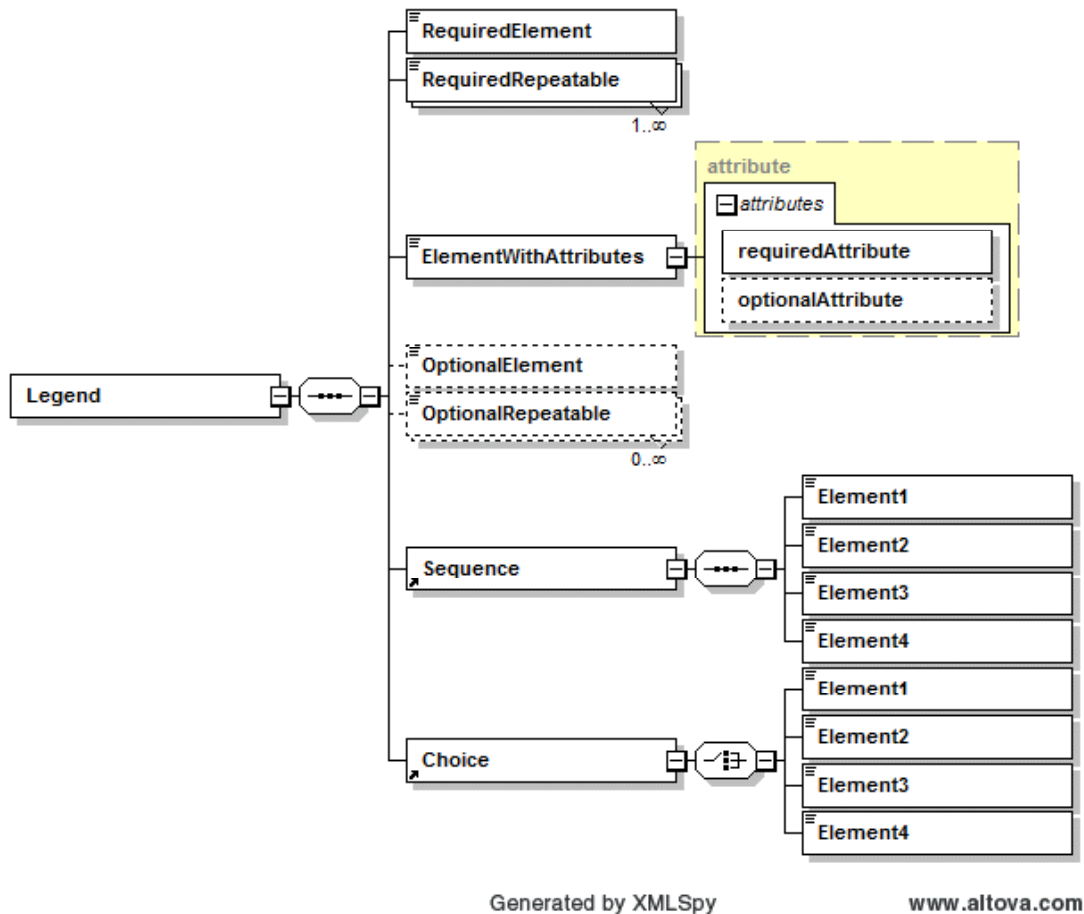 RequiredElement
RequiredRepeatable
1..∞
attribute
attributes
requiredAttribute
ElementWithAttributes
optionalAttribute
OptionalElement
Legend
OptionalRepeatable
0..∞
Element1
Element2
Sequence
Element3
Element4
Element1
Element2
Choice
Element3
Element4
Generated by XMLSpy www.altova.com